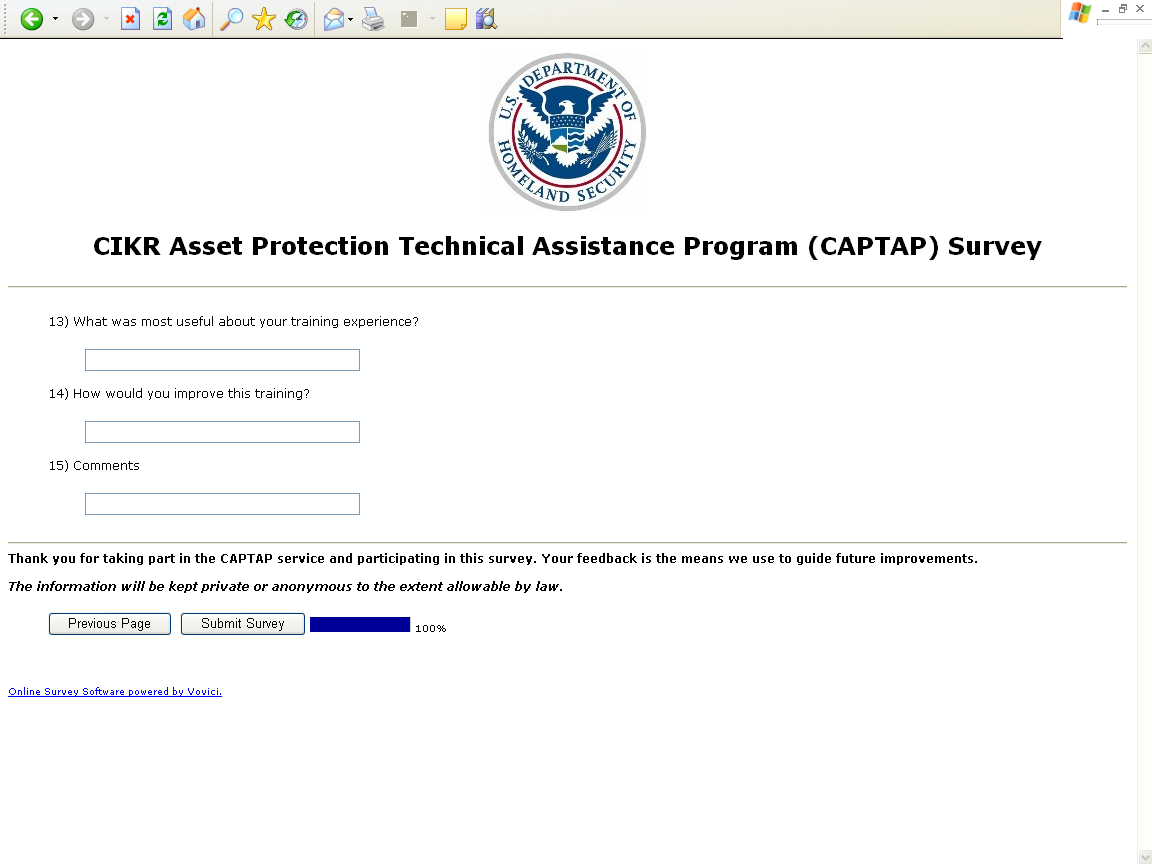 U.S. DEPARTMENT OF
HOMELAND SECURITY
CIKR Asset Protection Technical Assistance Program (CAPTAP) Survey
13) What was most useful about your training experience?
14) How would you improve this training?
15) Comments
Thank you for taking part in the CAPTAP service and participating in this survey. Your feedback is the means we use to guide future improvements.
The information will be kept private or anonymous to the extent allowable by law.
Previous Page Submit Survey 100%
Online Survey Software powered by Vovici.